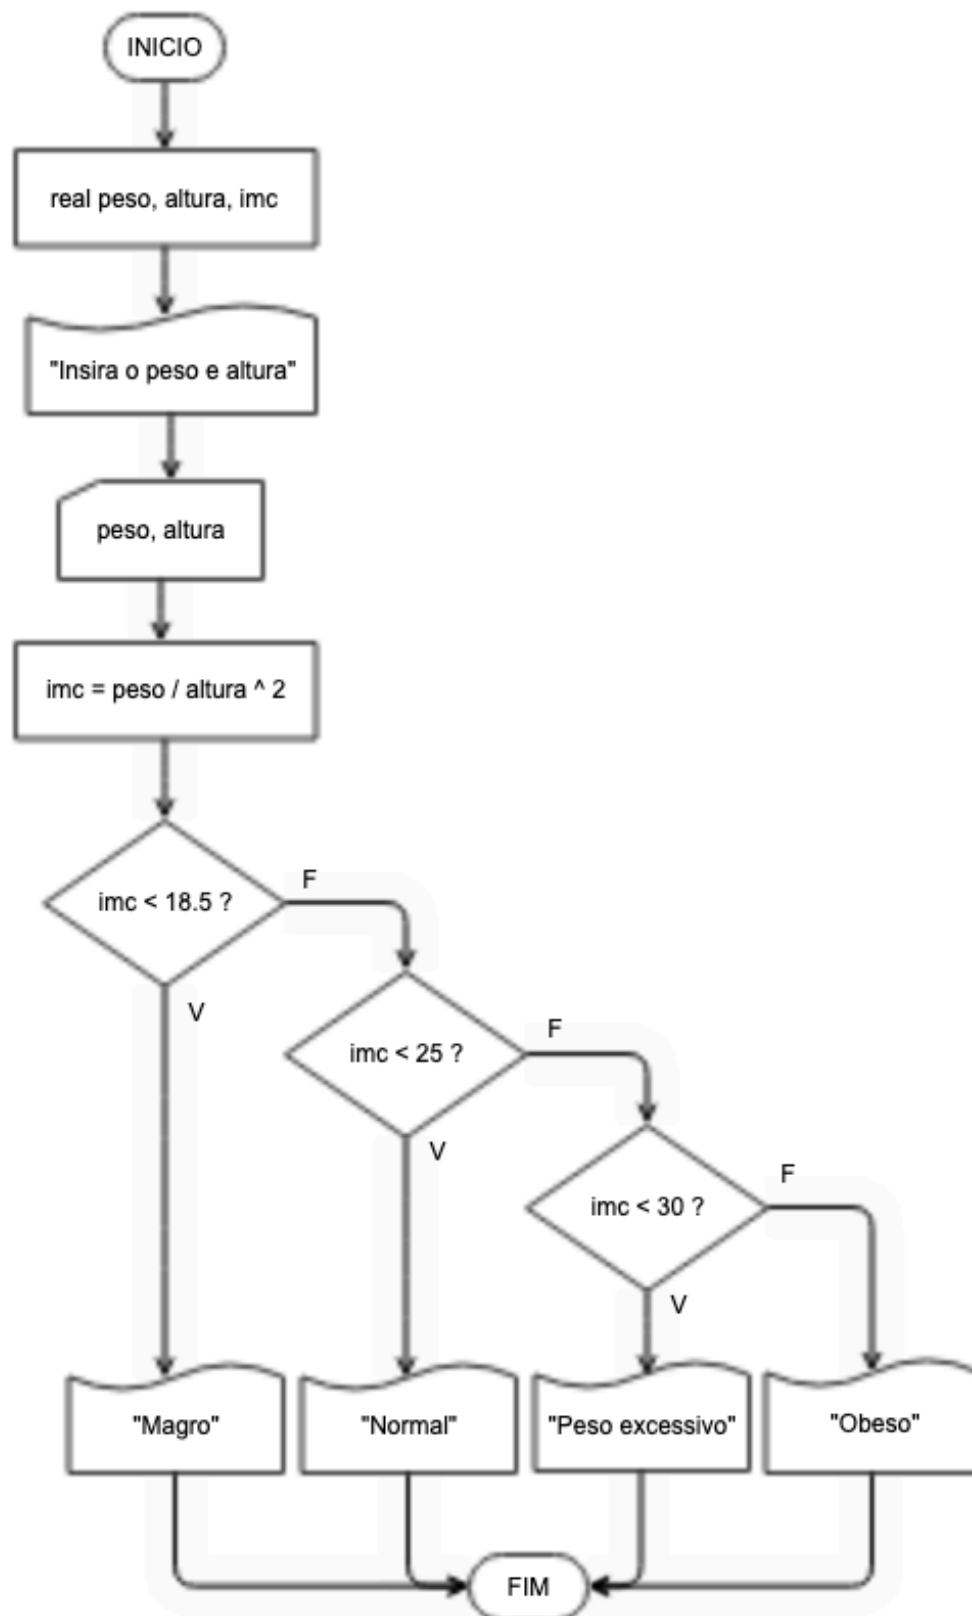 INICIO
real peso, altura, imc
"Insira o peso e altura"
peso, altura
imc = peso / altura ^ 2
imc < 18.5 ?
F
V
imc < 25 ?
F
V
imc < 30 ?
F
V
"Magro"
"Normal"
"Peso excessivo"
"Obeso"
FIM